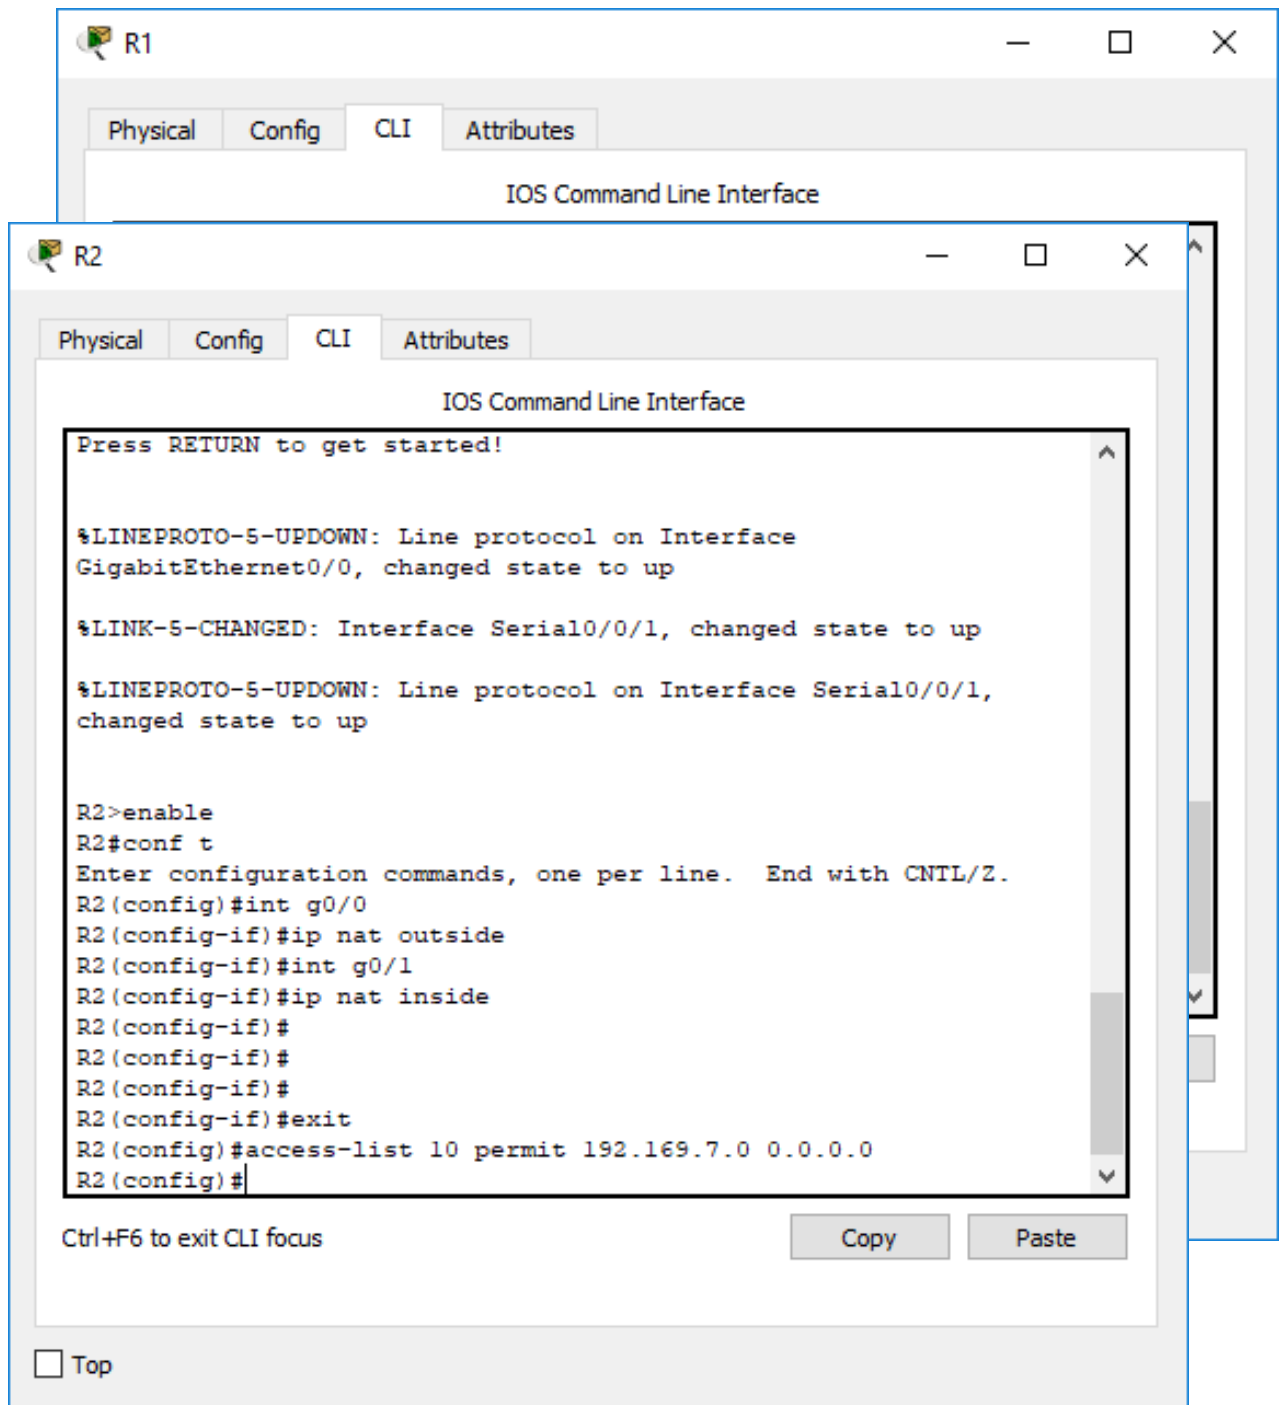 R1
Physical Config CLI Attributes
IOS Command Line Interface
R2
Physical Config CLI Attributes
IOS Command Line Interface
Press RETURN to get started!
%LINEPROTO-5-UPDOWN: Line protocol on Interface
GigabitEthernet0/0, changed state to up
%LINK-5-CHANGED: Interface Serial0/0/1, changed state to up
%LINEPROTO-5-UPDOWN: Line protocol on Interface Serial0/0/1,
changed state to up
R2>enable
R2#conf t
Enter configuration commands, one per line.  End with CNTL/Z.
R2(config)#int g0/0
R2(config-if)#ip nat outside
R2(config-if)#int g0/1
R2(config-if)#ip nat inside
R2(config-if)#
R2(config-if)#
R2(config-if)#
R2(config-if)#exit
R2(config)#access-list 10 permit 192.169.7.0 0.0.0.0
R2(config)#
Ctrl+F6 to exit CLI focus
Copy Paste
Top